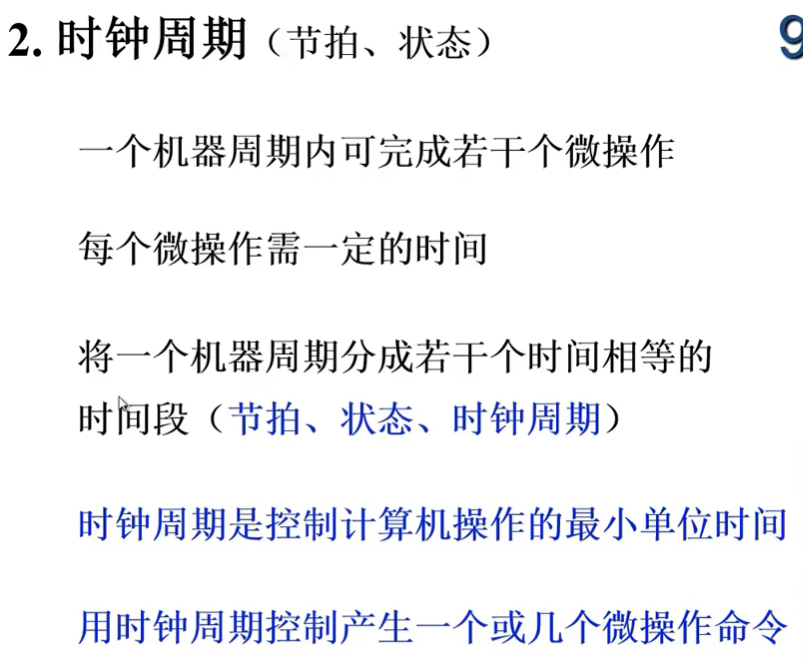 2. 时钟周期（节拍、状态）
9
一个机器周期内可完成若干个微操作
每个微操作需一定的时间
将一个机器周期分成若干个时间相等的
时间段（节拍、状态、时钟周期）
时钟周期是控制计算机操作的最小单位时间
用时钟周期控制产生一个或几个微操作命令